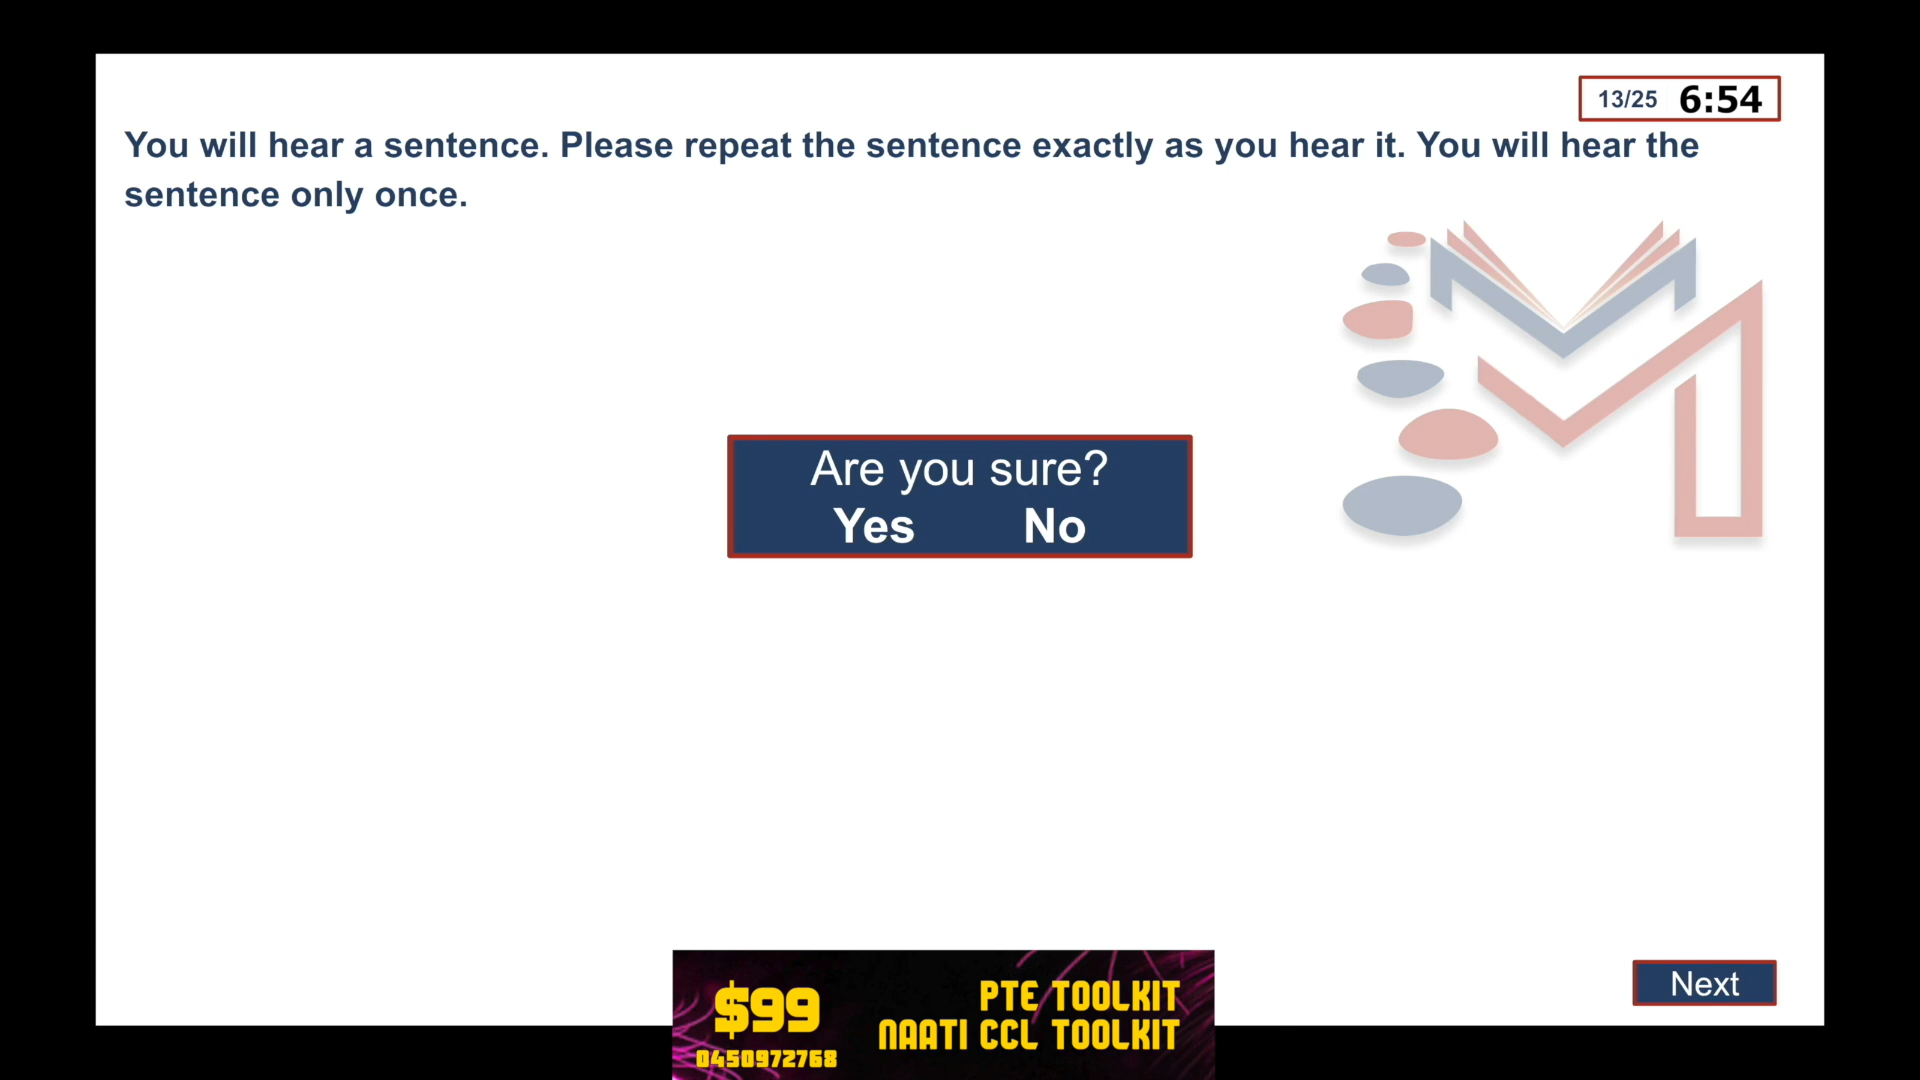 13/25 6:54
You will hear a sentence. Please repeat the sentence exactly as you hear it. You will hear the
sentence only once.
Are you sure?
Yes No
Next
$99
0450972768
PTE TOOLKIT
NAATI CCL TOOLKIT